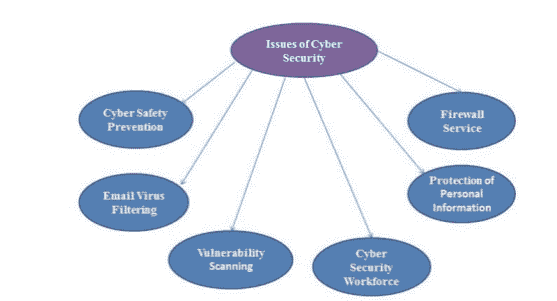 Issues of Cyber
Security
Cyber Safety
Prevention
Firewall
Service
Email Virus
Filtering
Protection of
Personal
Information
Vulnerability
Scanning
Cyber
Security
Workforce